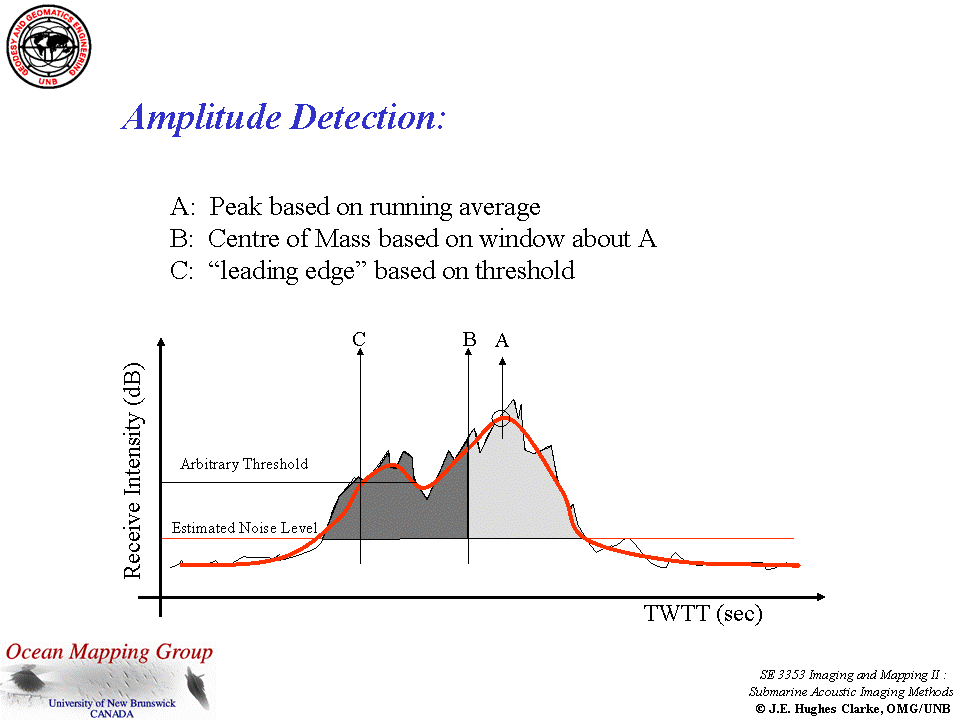 GEODESY AND GEOMATICS ENGINEERING
UNB
Amplitude Detection:
A: Peak based on running average
B: Centre of Mass based on window about A
C: “leading edge” based on threshold
C B A
Receive Intensity (dB)
Arbitrary Threshold
Estimated Noise Level
TWTT (sec)
Ocean Mapping Group
University of New Brunswick
CANADA
SE 3353 Imaging and Mapping II :
Submarine Acoustic Imaging Methods
© J.E. Hughes Clarke, OMG/UNB